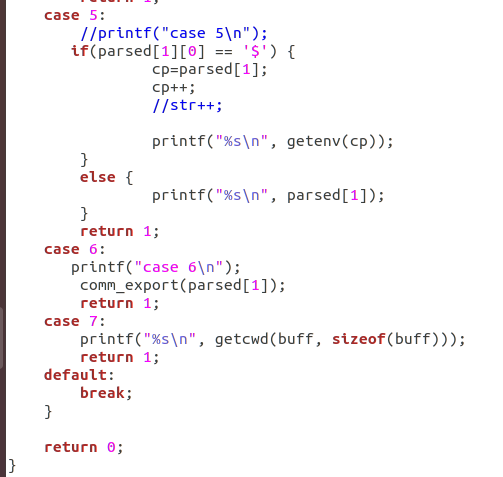 return 1;
case 5:
//printf("case 5\n");
if(parsed[1][0] == '$') {
cp=parsed[1];
cp++;
//str++;
printf("%s\n", getenv(cp));
}
else {
printf("%s\n", parsed[1]);
}
return 1;
case 6:
printf("case 6\n");
comm_export(parsed[1]);
return 1;
case 7:
printf("%s\n", getcwd(buff, sizeof(buff)));
return 1;
default:
break;
}
return 0;
}